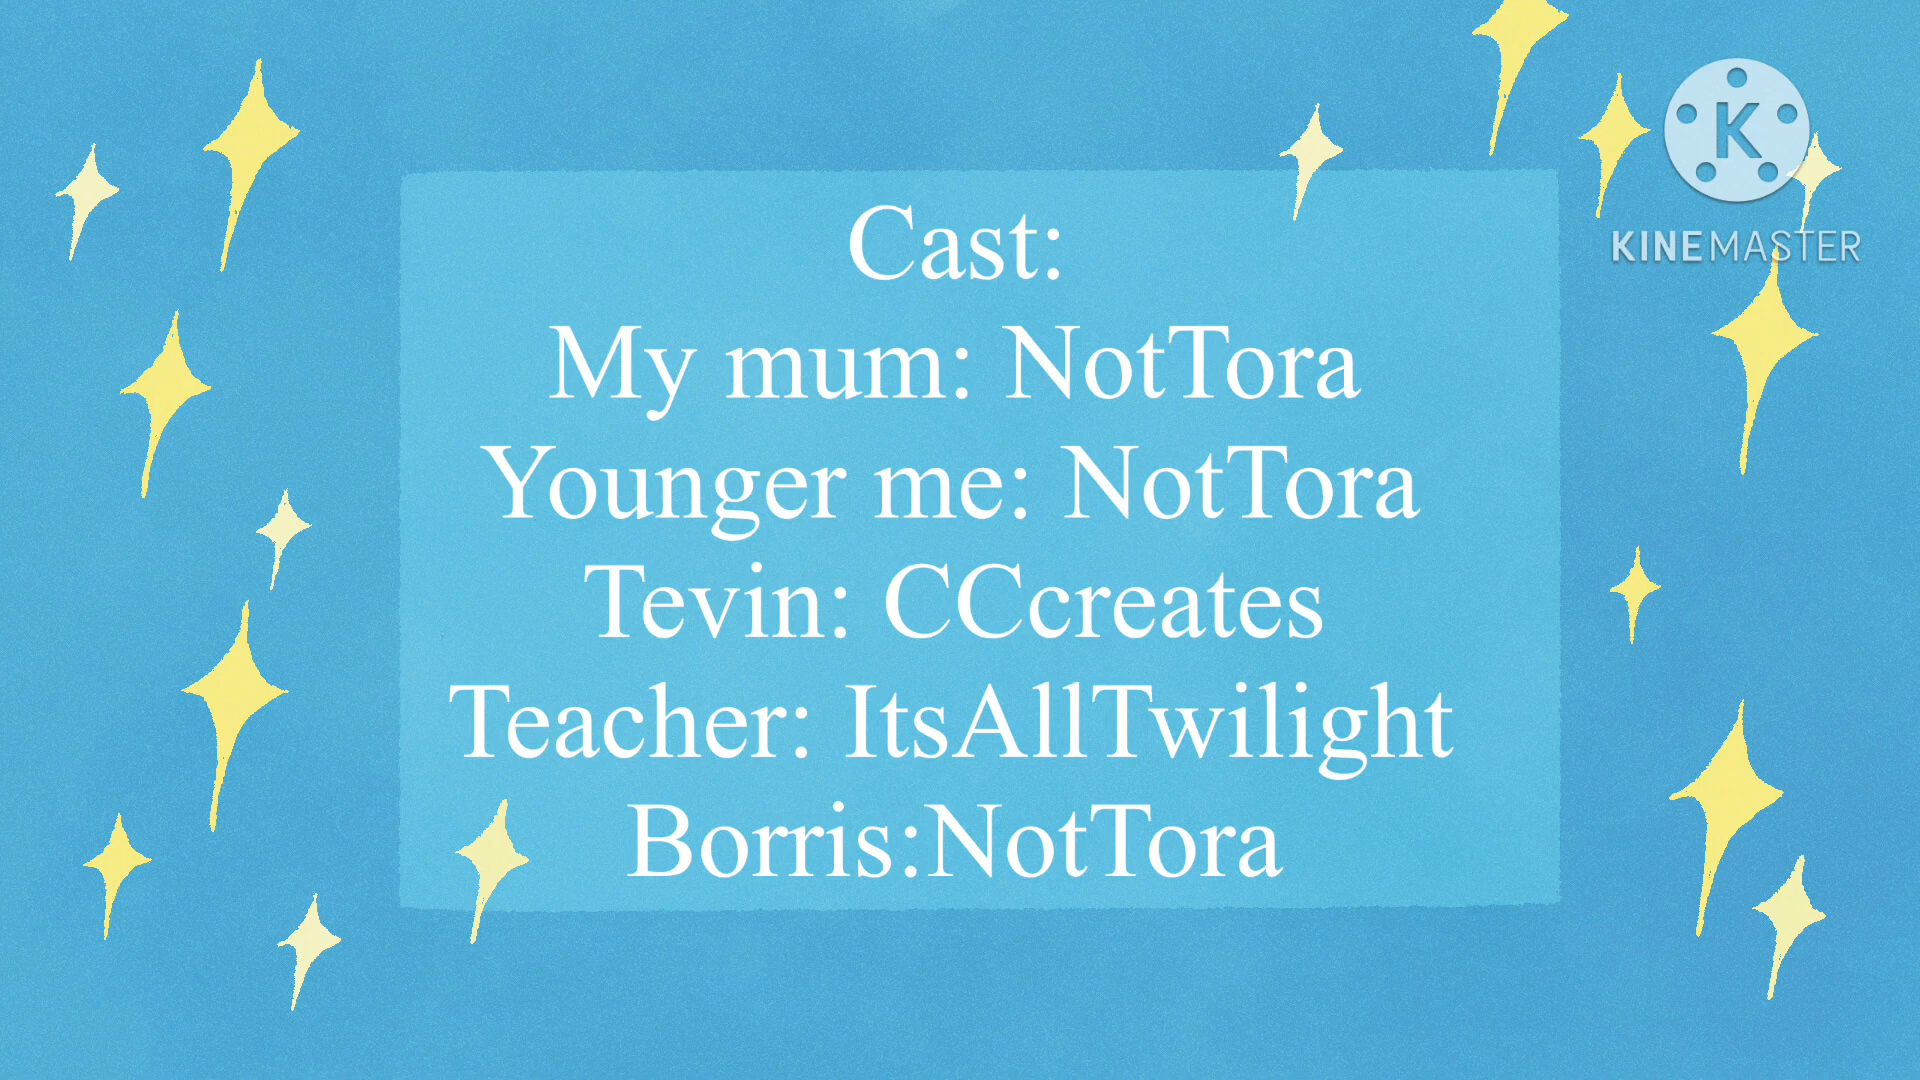 Cast:
My mum: NotTora
Younger me: NotTora
Tevin: CCcreates
Teacher: ItsAllTwilight
Borris:NotTora
K
KINEMASTER